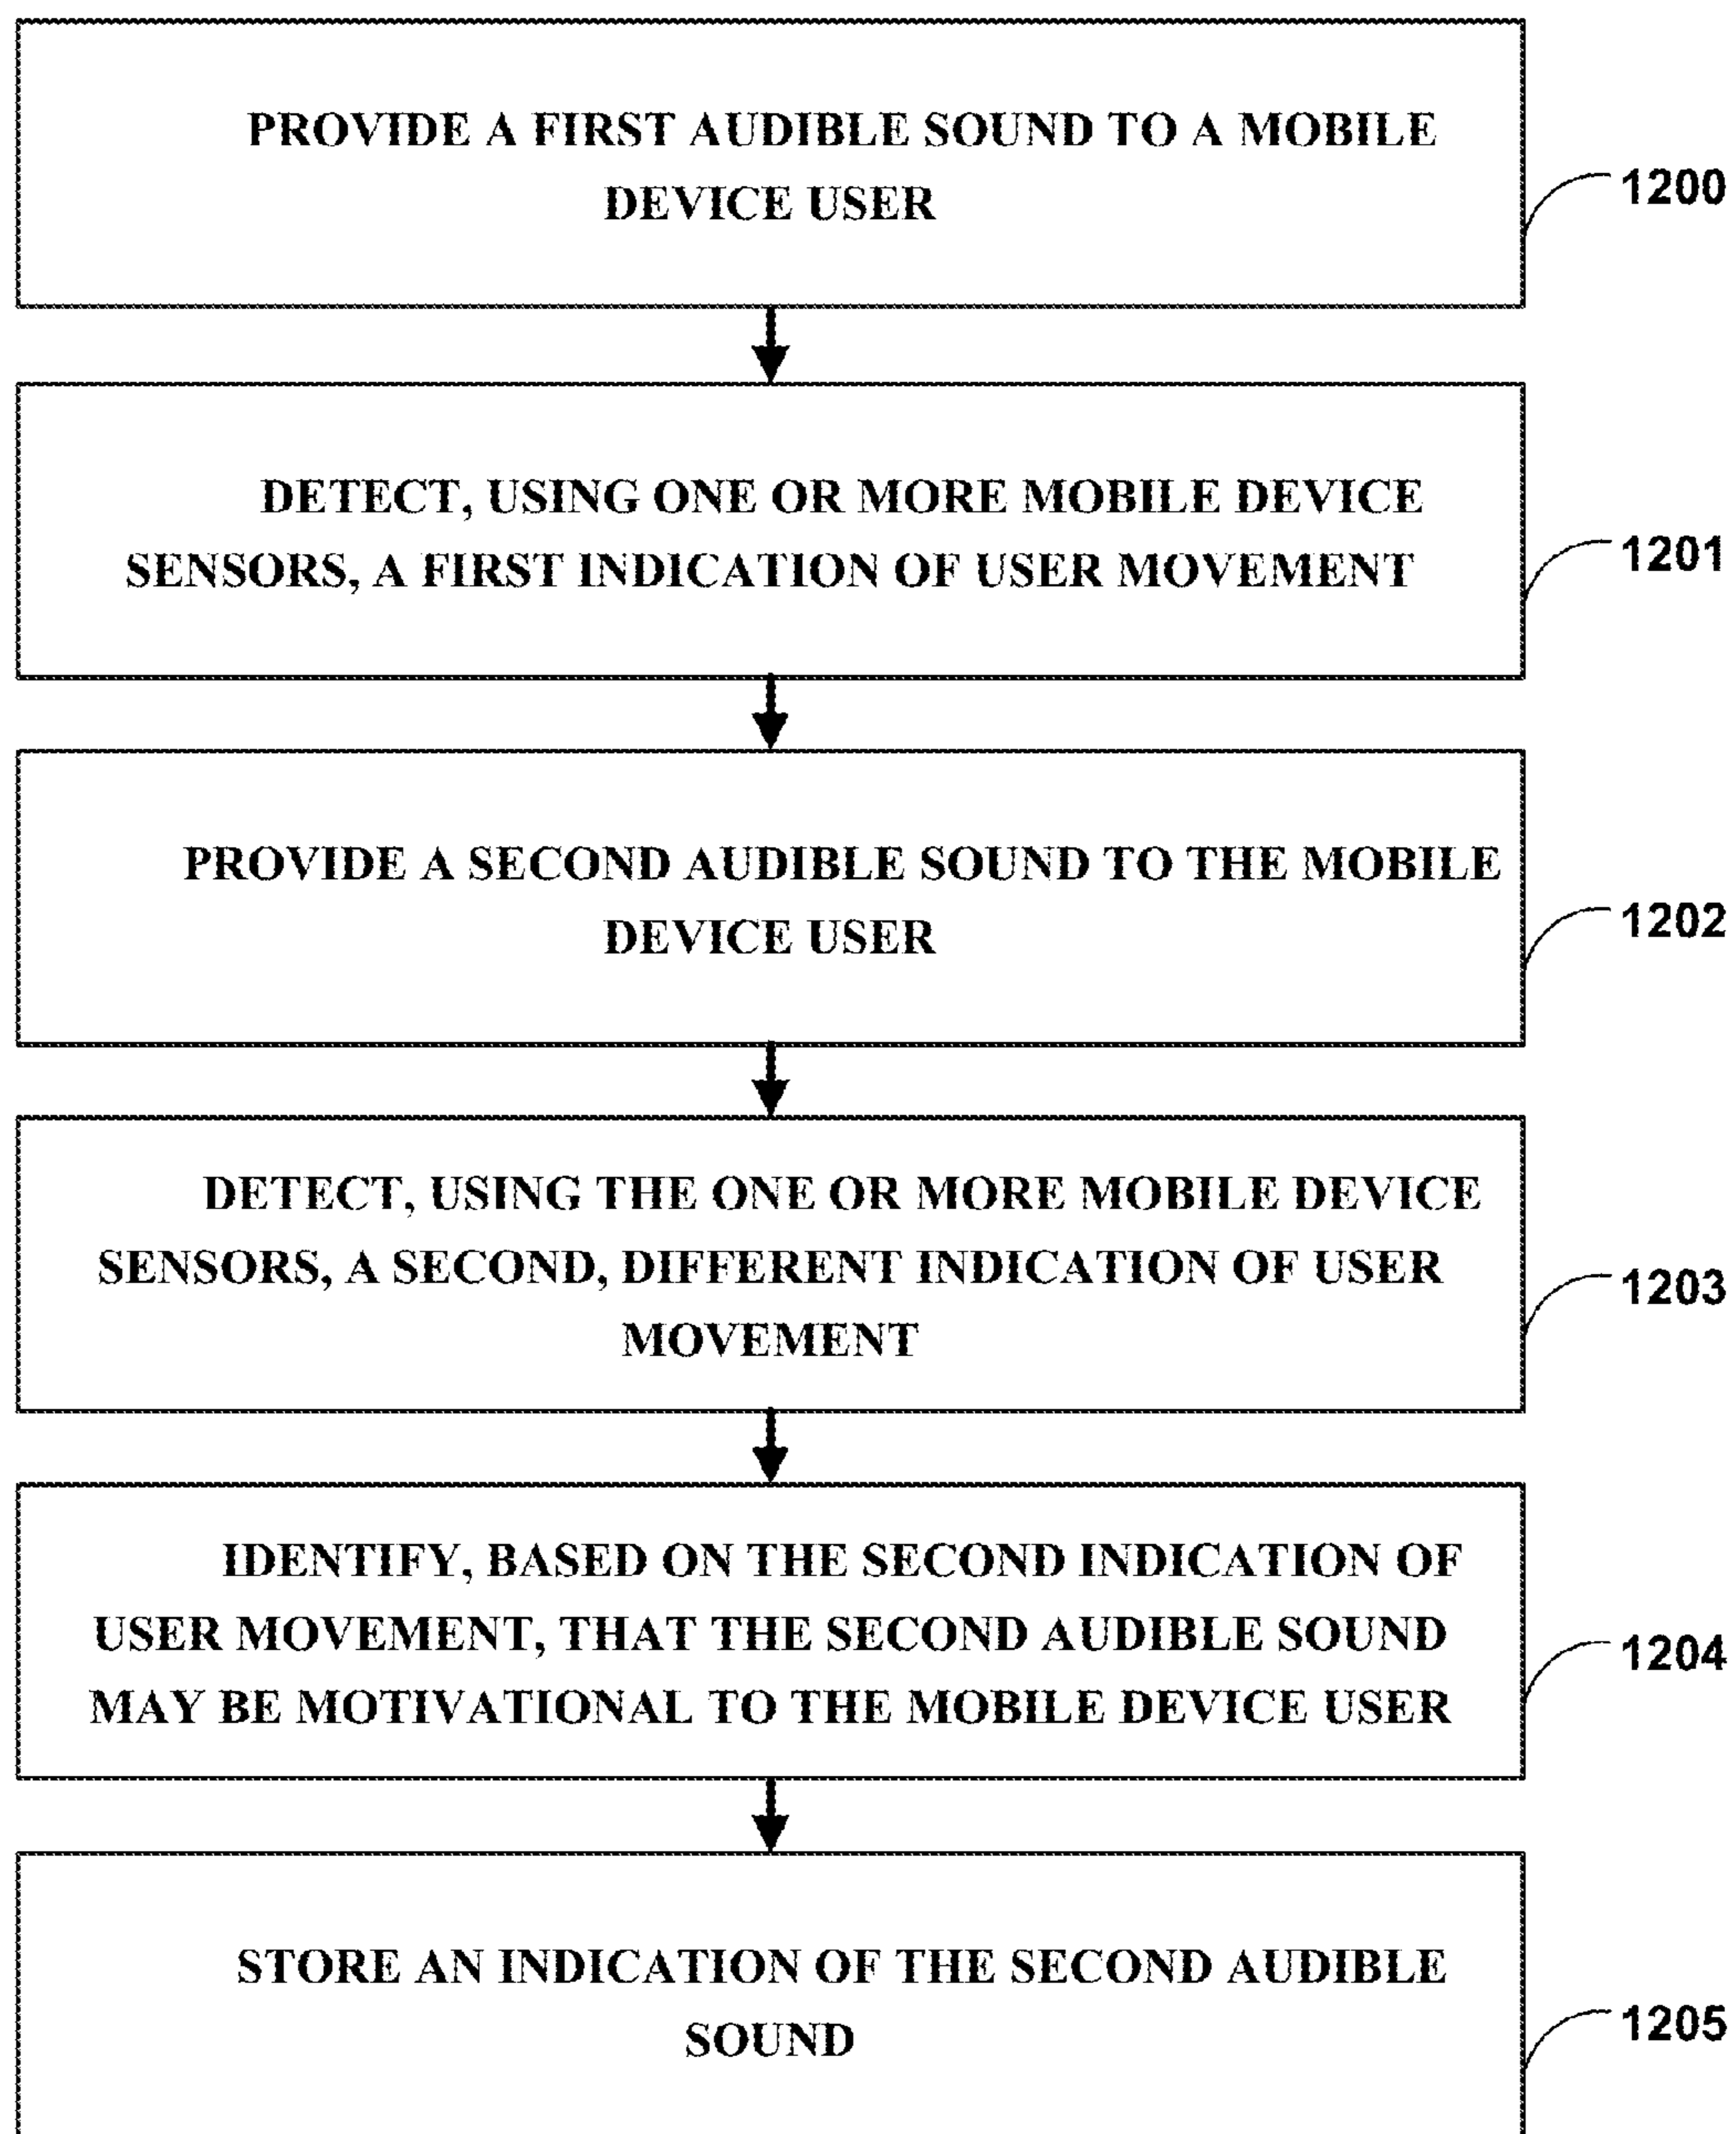 PROVIDE A FIRST AUDIBLE SOUND TO A MOBILE
DEVICE USER
1200
DETECT, USING ONE OR MORE MOBILE DEVICE
SENSORS, A FIRST INDICATION OF USER MOVEMENT
1201
PROVIDE A SECOND AUDIBLE SOUND TO THE MOBILE
DEVICE USER
1202
DETECT, USING THE ONE OR MORE MOBILE DEVICE
SENSORS, A SECOND, DIFFERENT INDICATION OF USER
MOVEMENT
1203
IDENTIFY, BASED ON THE SECOND INDICATION OF
USER MOVEMENT, THAT THE SECOND AUDIBLE SOUND
MAY BE MOTIVATIONAL TO THE MOBILE DEVICE USER
1204
STORE AN INDICATION OF THE SECOND AUDIBLE
SOUND
1205